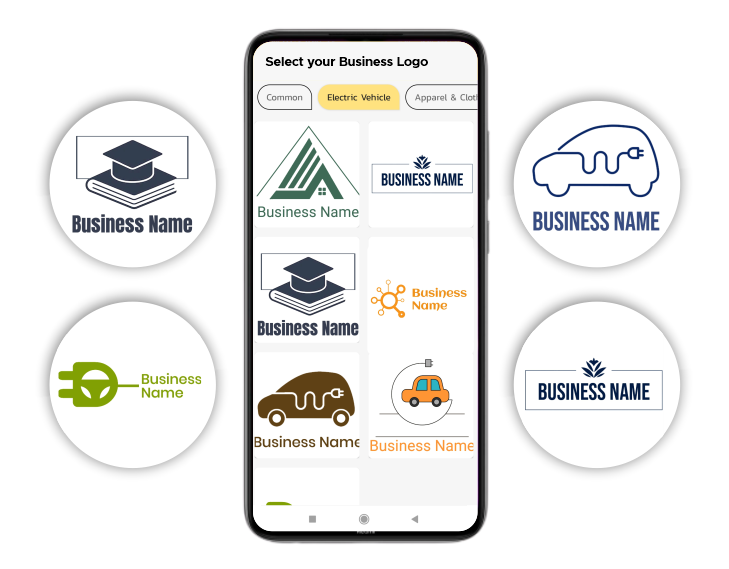 Select your Business Logo
Common
Electric Vehicle
Apparel & Clot
Business Name
BUSINESS NAME
Business Name
Business
Name
Business Name
Business Name
Business Name
Business
Name
BUSINESS NAME
BUSINESS NAME